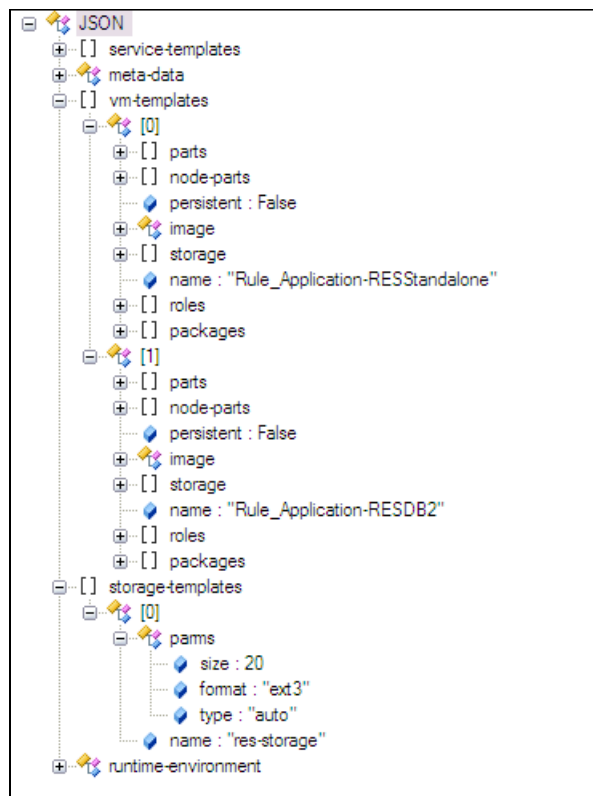 JSON
[ ] service-templates
meta-data
[ ] vm-templates
[0]
[ ] parts
[ ] node-parts
persistent : False
image
[ ] storage
name : "Rule_Application-RESStandalone"
[ ] roles
[ ] packages
[1]
[ ] parts
[ ] node-parts
persistent : False
image
[ ] storage
name : "Rule_Application-RESDB2"
[ ] roles
[ ] packages
[ ] storage-templates
[0]
parms
size : 20
format : "ext3"
type : "auto"
name : "res-storage"
runtime-environment